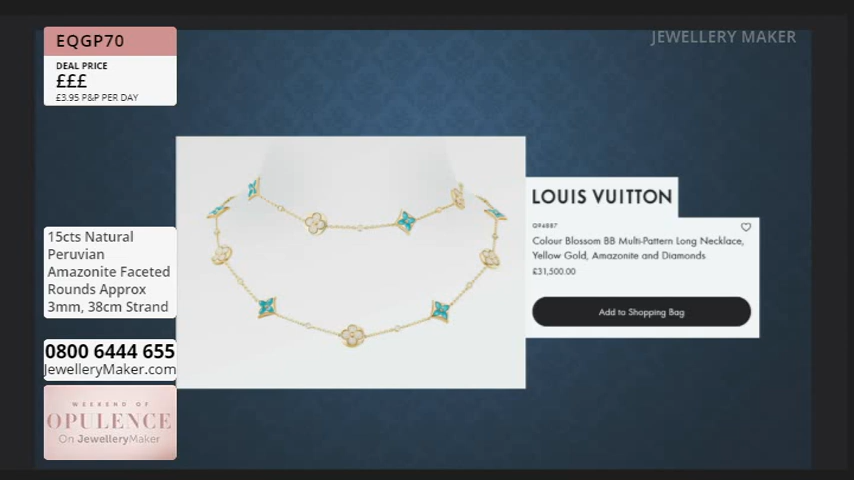 EQGP70
DEAL PRICE
£££
£3.95 P&P PER DAY
JEWELLERY MAKER
15cts Natural
Peruvian
Amazonite Faceted
Rounds Approx
3mm, 38cm Strand
0800 6444 655
JewelleryMaker.com
WEEKEND OF
OPULENCE
On JewelleryMaker
LOUIS VUITTON
Q94887
Colour Blossom BB Multi-Pattern Long Necklace,
Yellow Gold, Amazonite and Diamonds
£31,500.00
Add to Shopping Bag